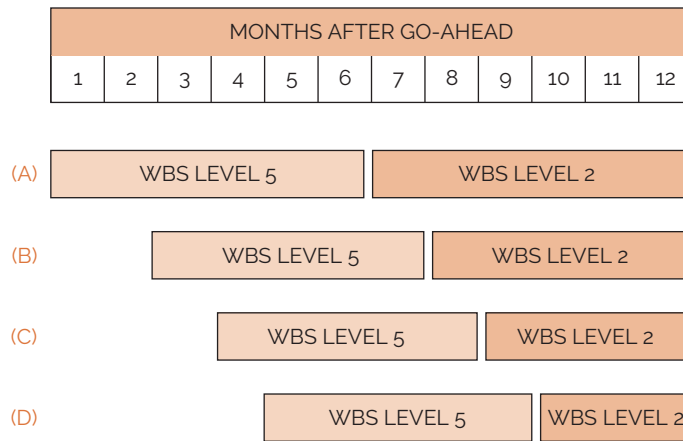 MONTHS AFTER GO-AHEAD
1 2 3 4 5 6 7 8 9 10 11 12
(A) WBS LEVEL 5 WBS LEVEL 2
(B) WBS LEVEL 5 WBS LEVEL 2
(C) WBS LEVEL 5 WBS LEVEL 2
(D) WBS LEVEL 5 WBS LEVEL 2